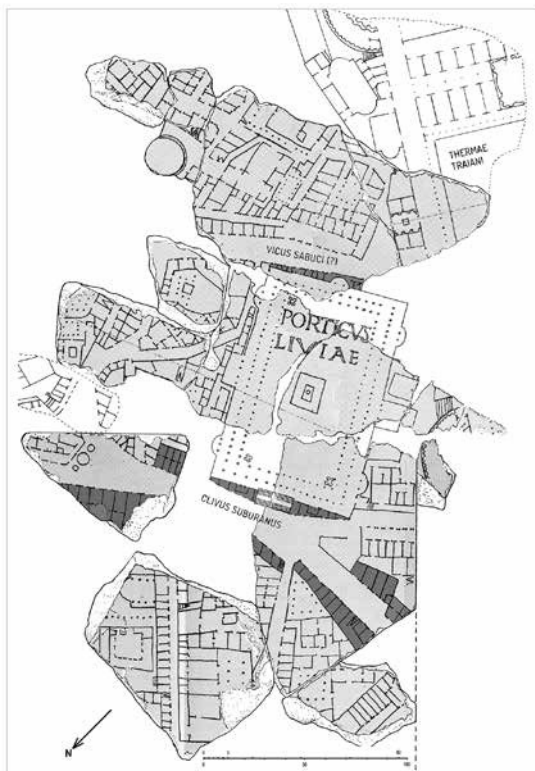 THERMAE
TRAIANI
VICUS SABUCI (?)
PORTICVS
LIVIAE
CLIVUS SUBURANUS
N